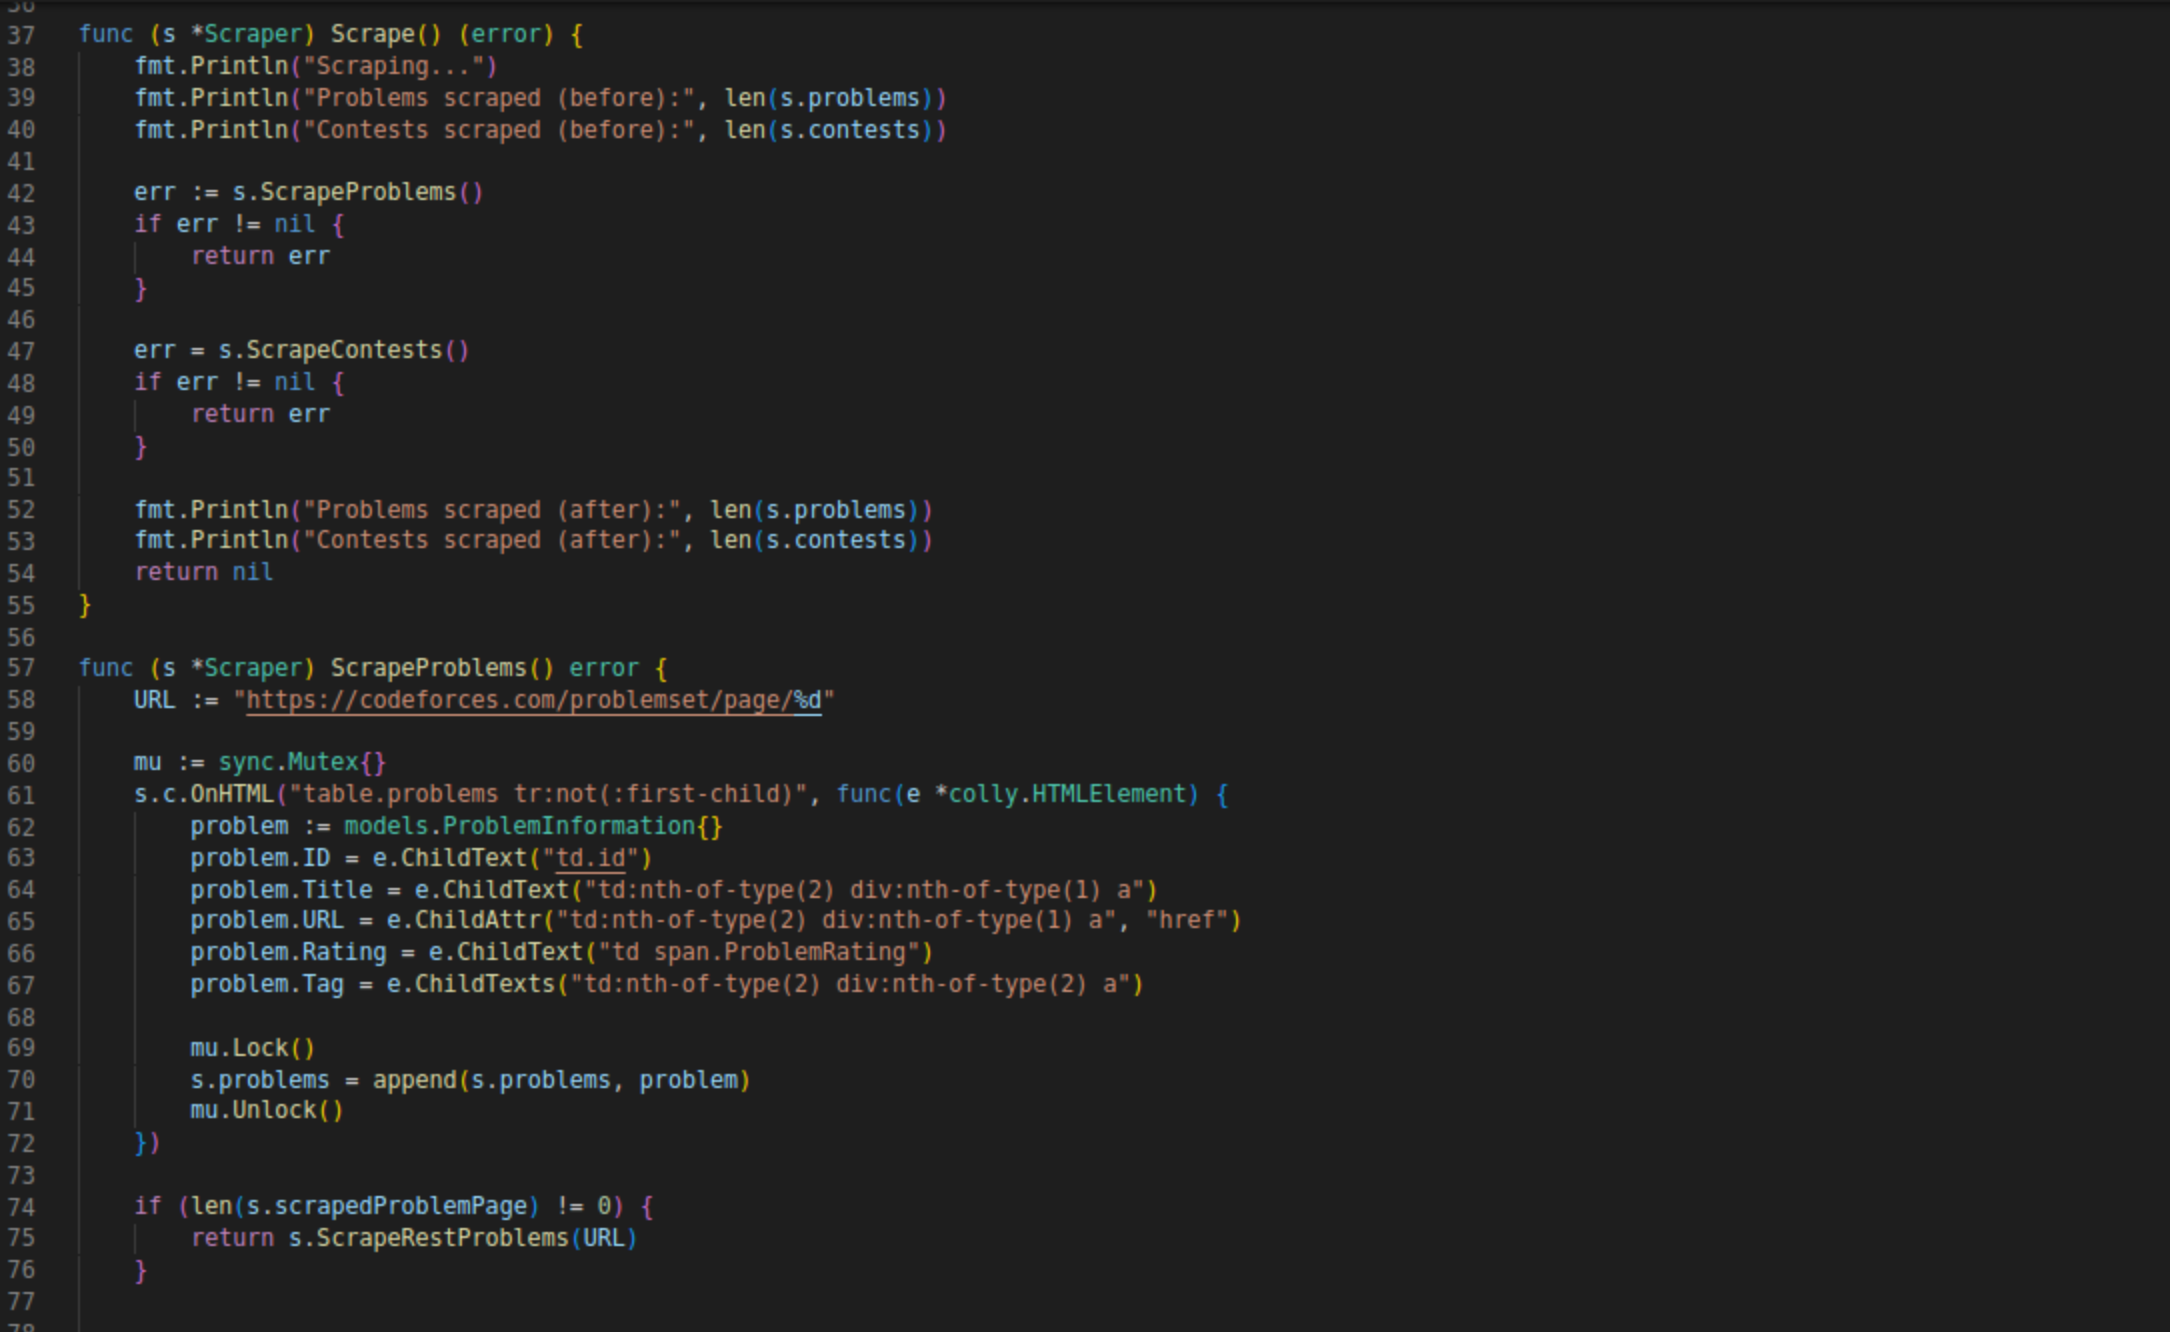 36
37 func (s *Scraper) Scrape() (error) {
38     fmt.Println("Scraping...")
39     fmt.Println("Problems scraped (before):", len(s.problems))
40     fmt.Println("Contests scraped (before):", len(s.contests))
41
42     err := s.ScrapeProblems()
43     if err != nil {
44         return err
45     }
46
47     err = s.ScrapeContests()
48     if err != nil {
49         return err
50     }
51
52     fmt.Println("Problems scraped (after):", len(s.problems))
53     fmt.Println("Contests scraped (after):", len(s.contests))
54     return nil
55 }
56
57 func (s *Scraper) ScrapeProblems() error {
58     URL := "https://codeforces.com/problemset/page/%d"
59
60     mu := sync.Mutex{}
61     s.c.OnHTML("table.problems tr:not(:first-child)", func(e *colly.HTMLElement) {
62         problem := models.ProblemInformation{}
63         problem.ID = e.ChildText("td.id")
64         problem.Title = e.ChildText("td:nth-of-type(2) div:nth-of-type(1) a")
65         problem.URL = e.ChildAttr("td:nth-of-type(2) div:nth-of-type(1) a", "href")
66         problem.Rating = e.ChildText("td span.ProblemRating")
67         problem.Tag = e.ChildTexts("td:nth-of-type(2) div:nth-of-type(2) a")
68
69         mu.Lock()
70         s.problems = append(s.problems, problem)
71         mu.Unlock()
72     })
73
74     if (len(s.scrapedProblemPage) != 0) {
75         return s.ScrapeRestProblems(URL)
76     }
77
78